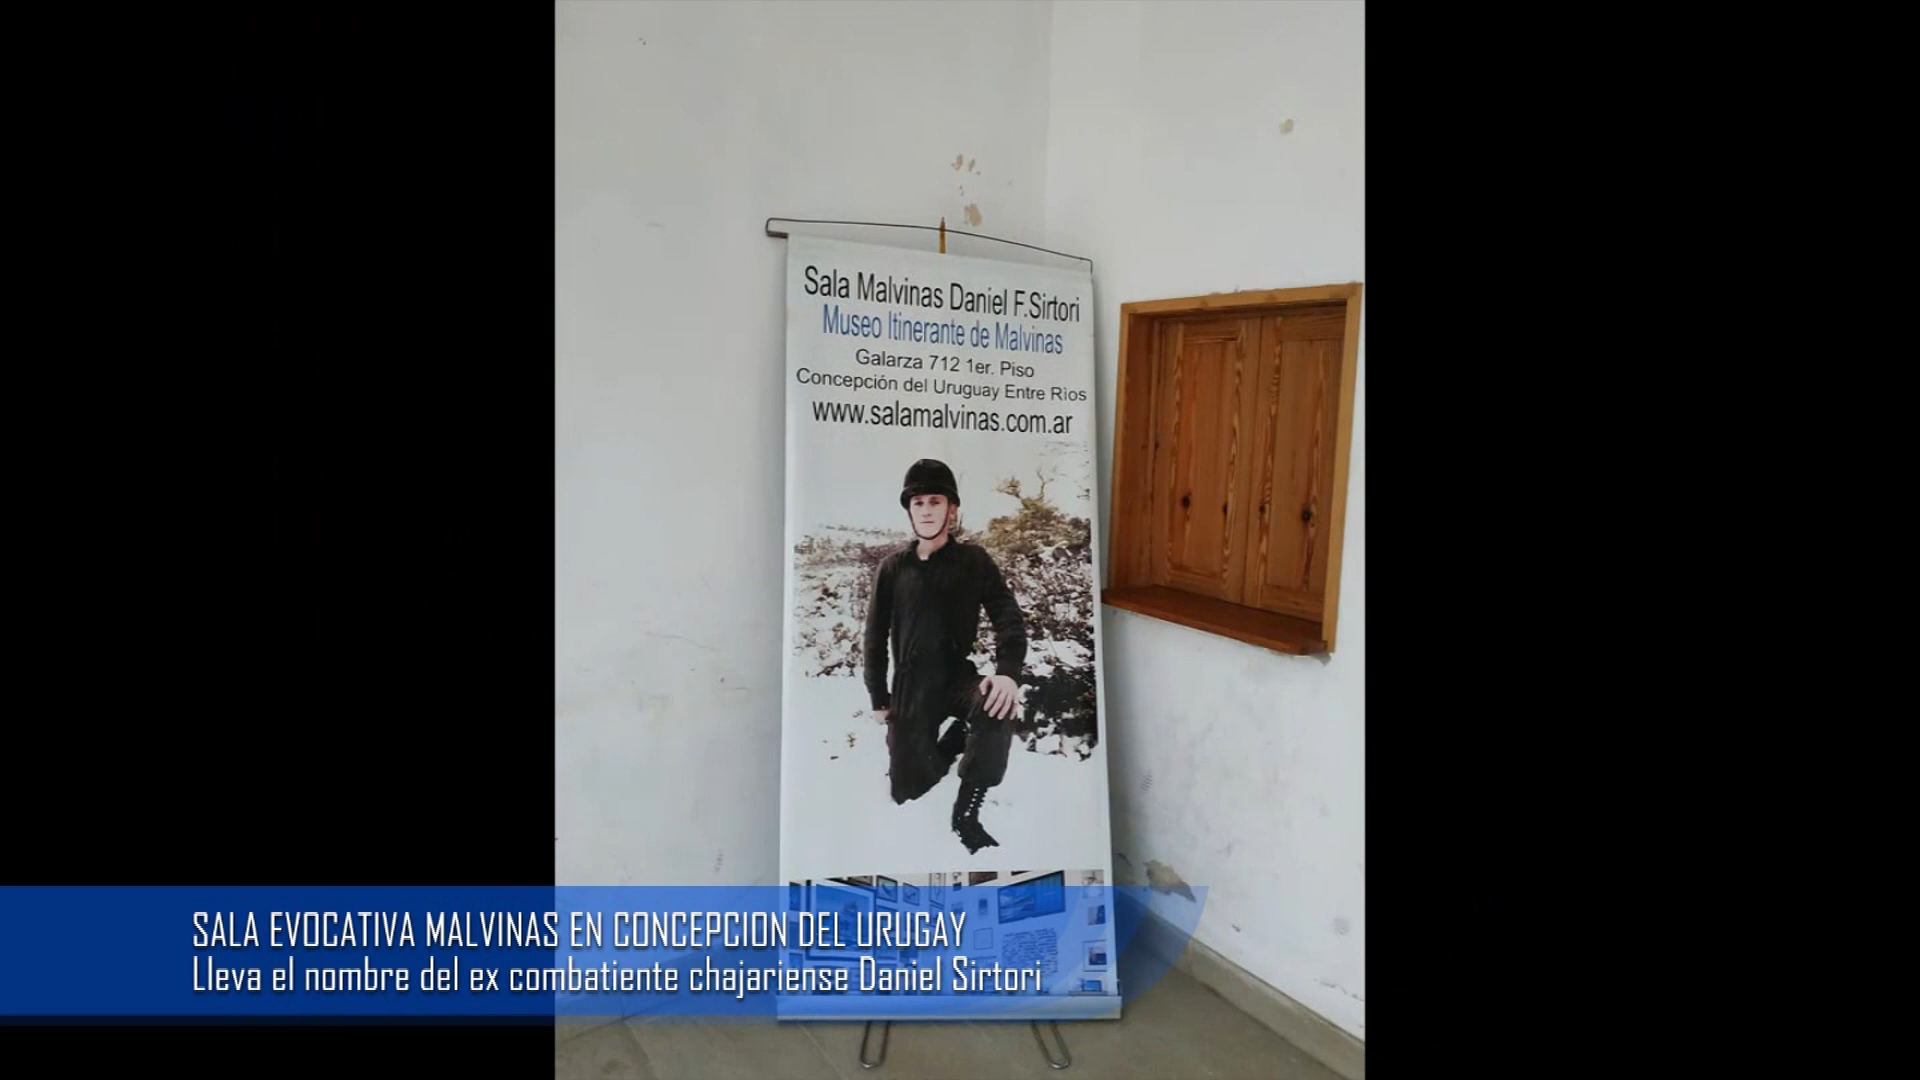 Sala Malvinas Daniel F.Sirtori
Museo Itinerante de Malvinas
Galarza 712 1er. Piso
Concepción del Uruguay Entre Rìos
www.salamalvinas.com.ar
SALA EVOCATIVA MALVINAS EN CONCEPCION DEL URUGAY
Lleva el nombre del ex combatiente chajariense Daniel Sirtori